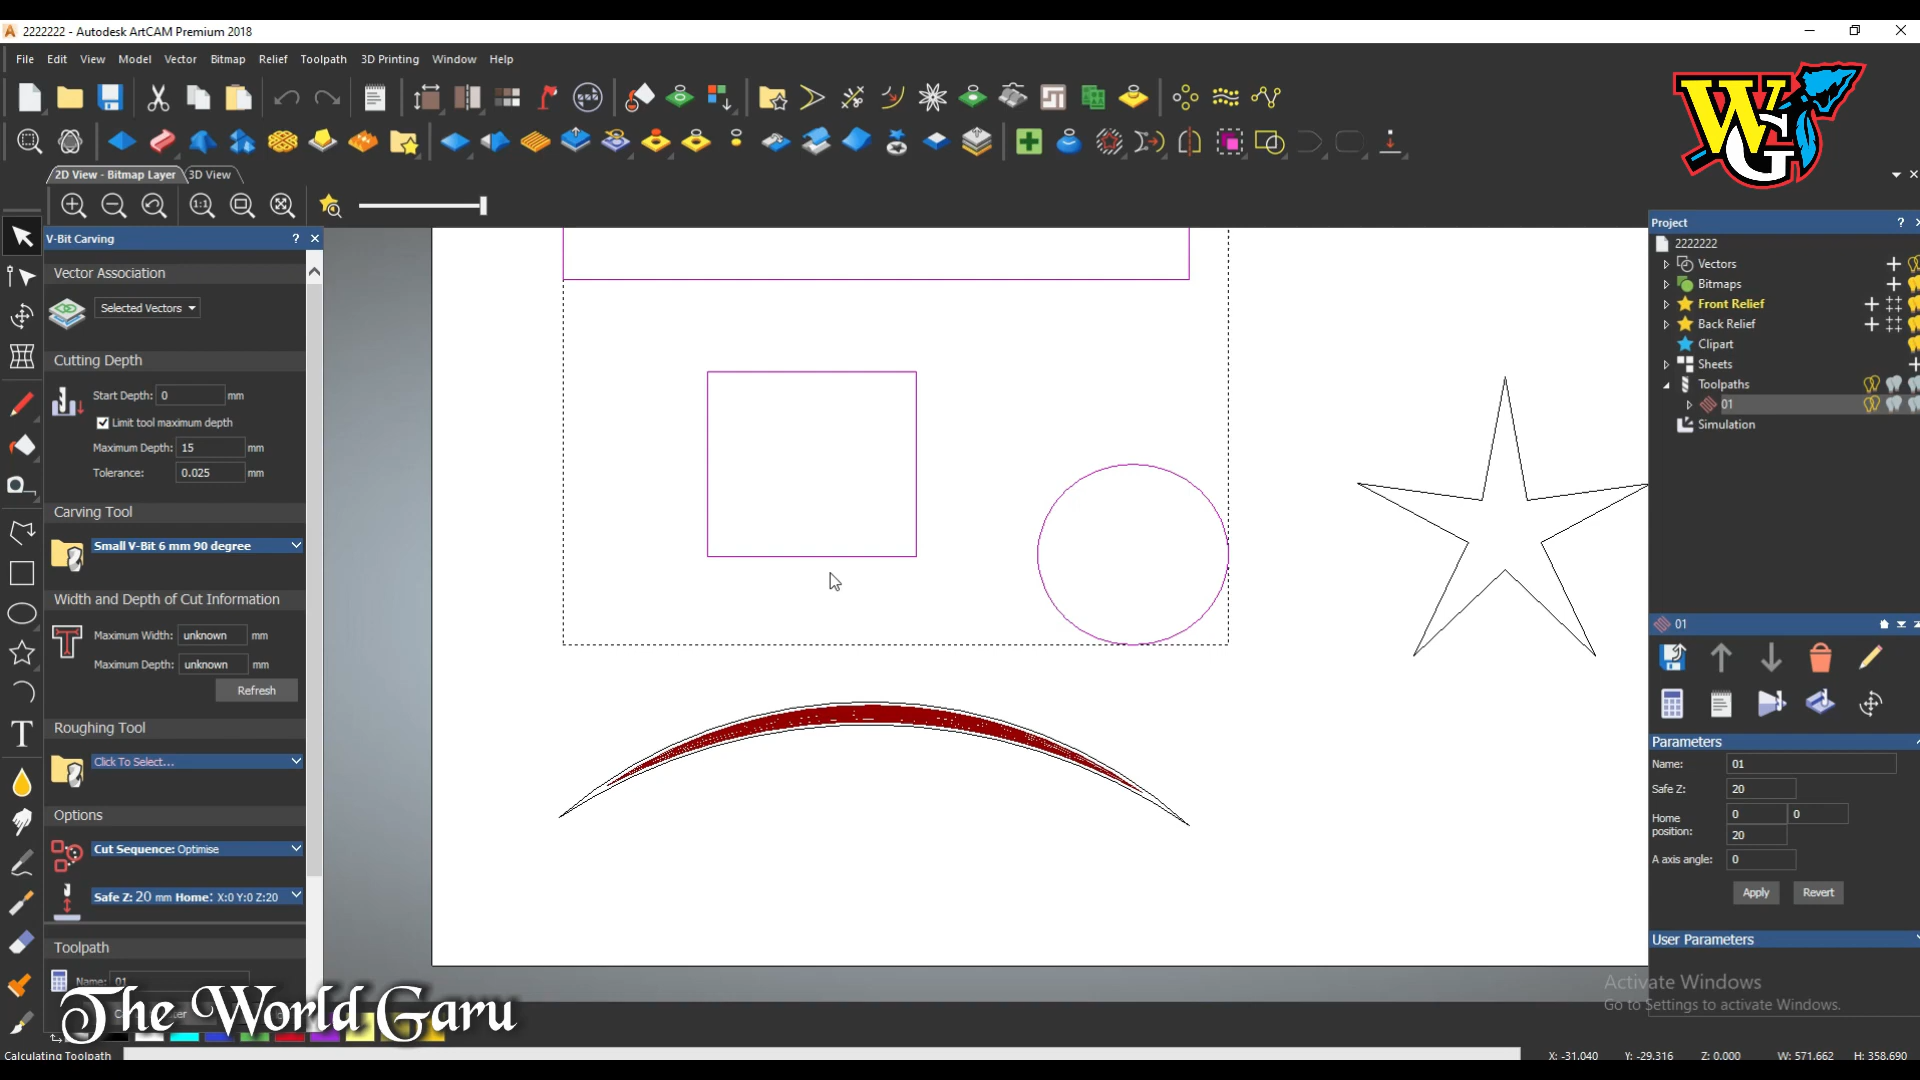 2222222 - Autodesk ArtCAM Premium 2018
File Edit View Model Vector Bitmap Relief Toolpath 3D Printing Window Help
WG
2D View - Bitmap Layer 3D View
1:1
V-Bit Carving ? ×
Vector Association
Selected Vectors
Cutting Depth
Start Depth: 0 mm
Limit tool maximum depth
Maximum Depth: 15 mm
Tolerance: 0.025 mm
Carving Tool
Small V-Bit 6 mm 90 degree
Width and Depth of Cut Information
Maximum Width: unknown mm
Maximum Depth: unknown mm
Refresh
Roughing Tool
Click To Select...
Options
Cut Sequence: Optimise
Safe Z: 20 mm Home: X:0 Y:0 Z:20
Toolpath
Name: 01
The World Garu
Calculating Toolpath
Project ?
2222222
Vectors
Bitmaps
Front Relief
Back Relief
Clipart
Sheets
Toolpaths
01
Simulation
01
Parameters
Name: 01
Safe Z: 20
Home position: 0 0
20
A axis angle: 0
Apply Revert
User Parameters
Activate Windows
Go to Settings to activate Windows.
X: -31.040 Y: -29.316 Z: 0.000 W: 571.662 H: 358.690